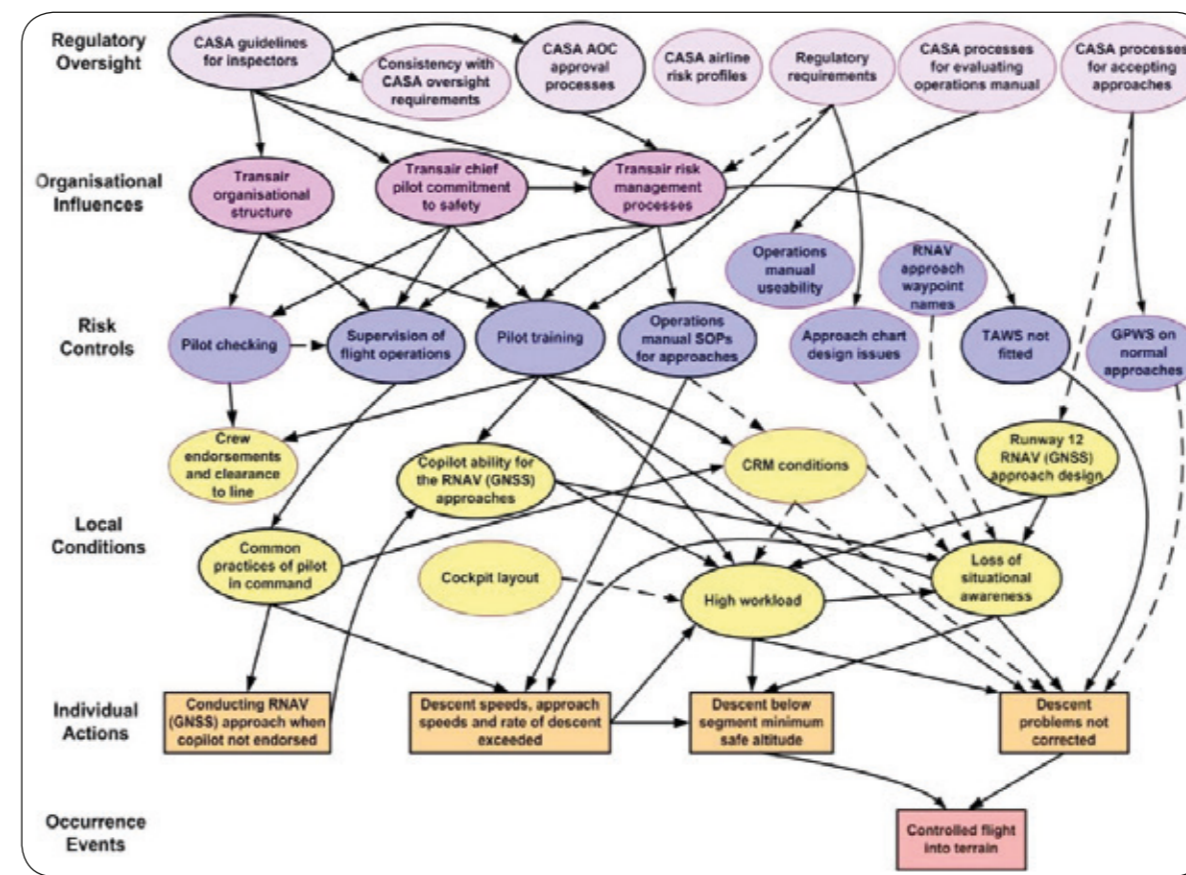 Regulatory
Oversight
CASA guidelines
for inspectors
Consistency with
CASA oversight
requirements
CASA AOC
approval
processes
CASA airline
risk profiles
Regulatory
requirements
CASA processes
for evaluating
operations manual
CASA processes
for accepting
approaches
Organisational
Influences
Transair
organisational
structure
Transair chief
pilot commitment
to safety
Transair risk
management
processes
Risk
Controls
Pilot checking
Supervision of
flight operations
Pilot training
Operations
manual SOPs
for approaches
Operations
manual
useability
Approach chart
design issues
RNAV
approach
waypoint
names
TAWS not
fitted
GPWS on
normal
approaches
Local
Conditions
Crew
endorsements
and clearance
to line
Copilot ability for
the RNAV (GNSS)
approaches
CRM conditions
Runway 12
RNAV (GNSS)
approach design
Common
practices of pilot
in command
Cockpit layout
High workload
Loss of
situational
awareness
Individual
Actions
Conducting RNAV
(GNSS) approach when
copilot not endorsed
Descent speeds, approach
speeds and rate of descent
exceeded
Descent below
segment minimum
safe altitude
Descent
problems not
corrected
Occurrence
Events
Controlled flight
into terrain